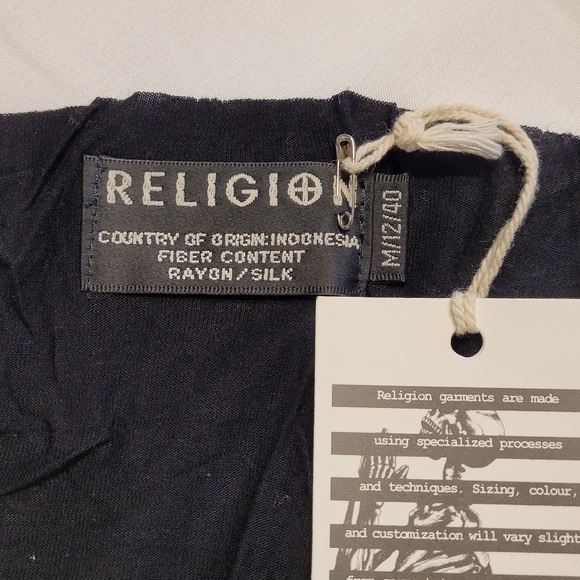 RELIGION
COUNTRY OF ORIGIN:INDONESIA
FIBER CONTENT
RAYON/SILK
M/12/40
Religion garments are made
using specialized processes
and techniques. Sizing, colour,
and customization will vary slight
from